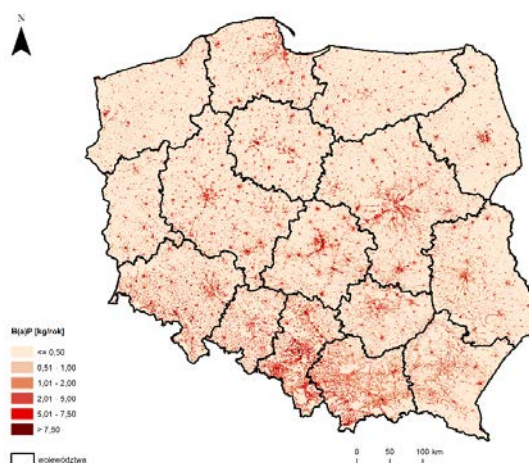 N
B(a)P [kg/rok]
<= 0,50
0,51 - 1,00
1,01 - 2,00
2,01 - 5,00
5,01 - 7,50
> 7,50
województwa
0 50 100 km